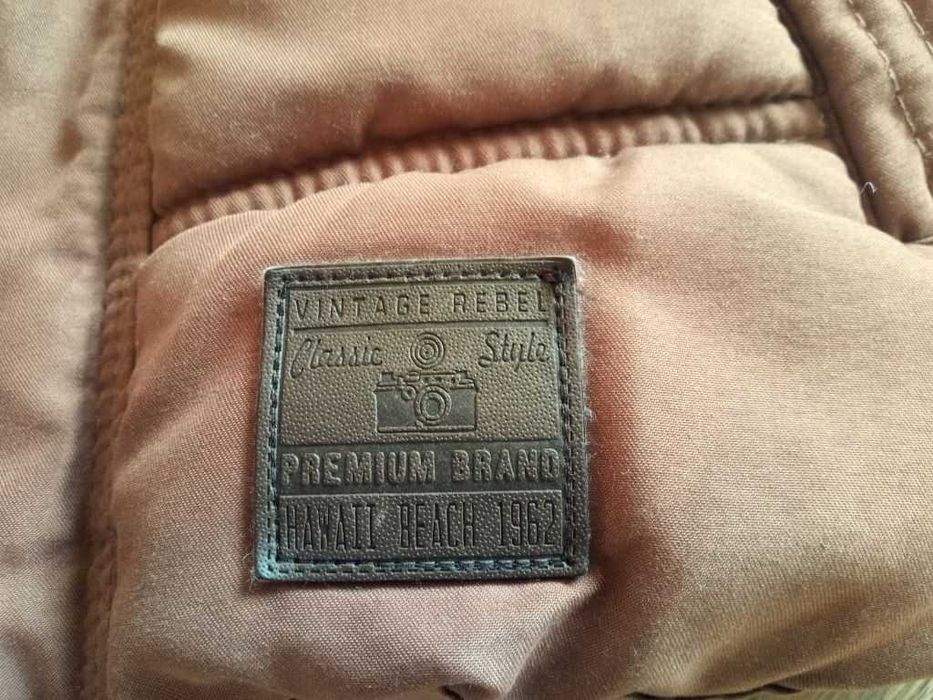 VINTAGE REBEL
Classic Style
PREMIUM BRAND
HAWAII BEACH 1962